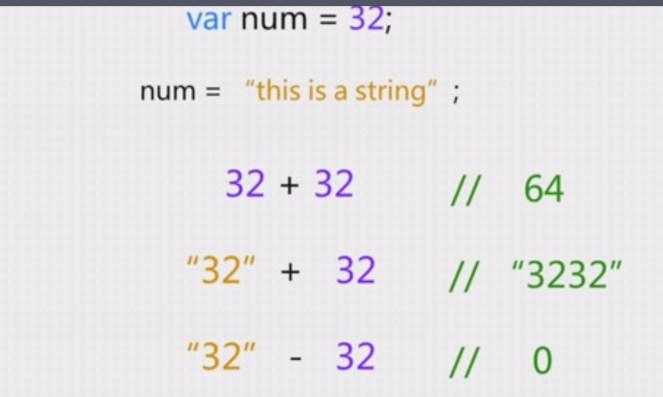 var num = 32;
num = “this is a string” ;
32 + 32 // 64
“32” + 32 // “3232”
“32” - 32 // 0